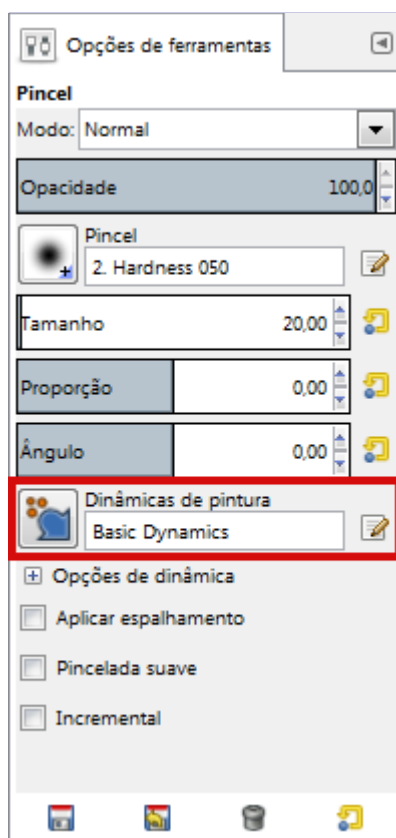 Opções de ferramentas
Pincel
Modo: Normal
Opacidade 100,0
Pincel
2. Hardness 050
Tamanho 20,00
Proporção 0,00
Ângulo 0,00
Dinâmicas de pintura
Basic Dynamics
Opções de dinâmica
Aplicar espalhamento
Pincelada suave
Incremental